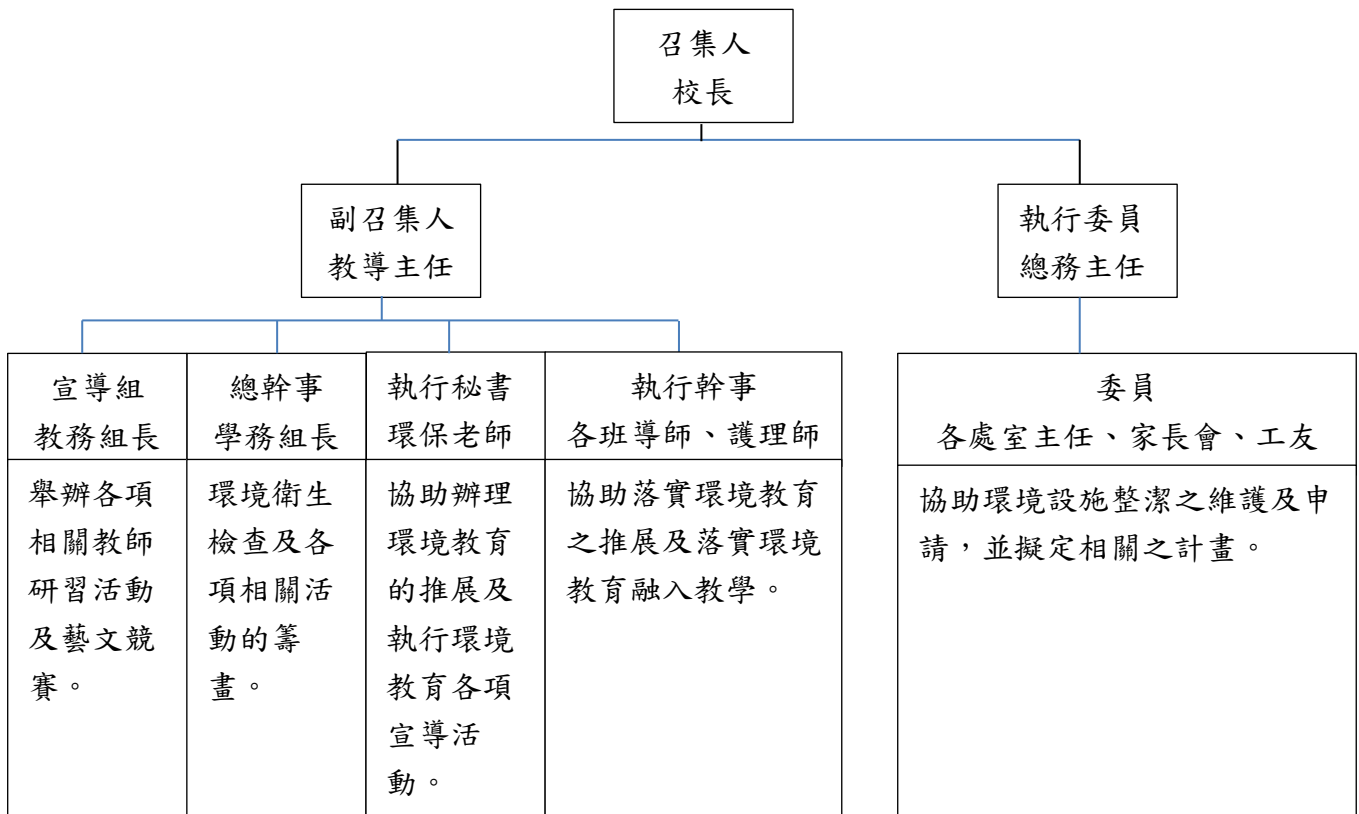 召集人
校長
副召集人
教導主任
執行委員
總務主任
宣導組
教務組長
總幹事
學務組長
執行秘書
環保老師
執行幹事
各班導師、護理師
委員
各處室主任、家長會、工友
舉辦各項
相關教師
研習活動
及藝文競
賽。
環境衛生
檢查及各
項相關活
動的籌
畫。
協助辦理
環境教育
的推展及
執行環境
教育各項
宣導活
動。
協助落實環境教育
之推展及落實環境
教育融入教學。
協助環境設施整潔之維護及申
請，並擬定相關之計畫。